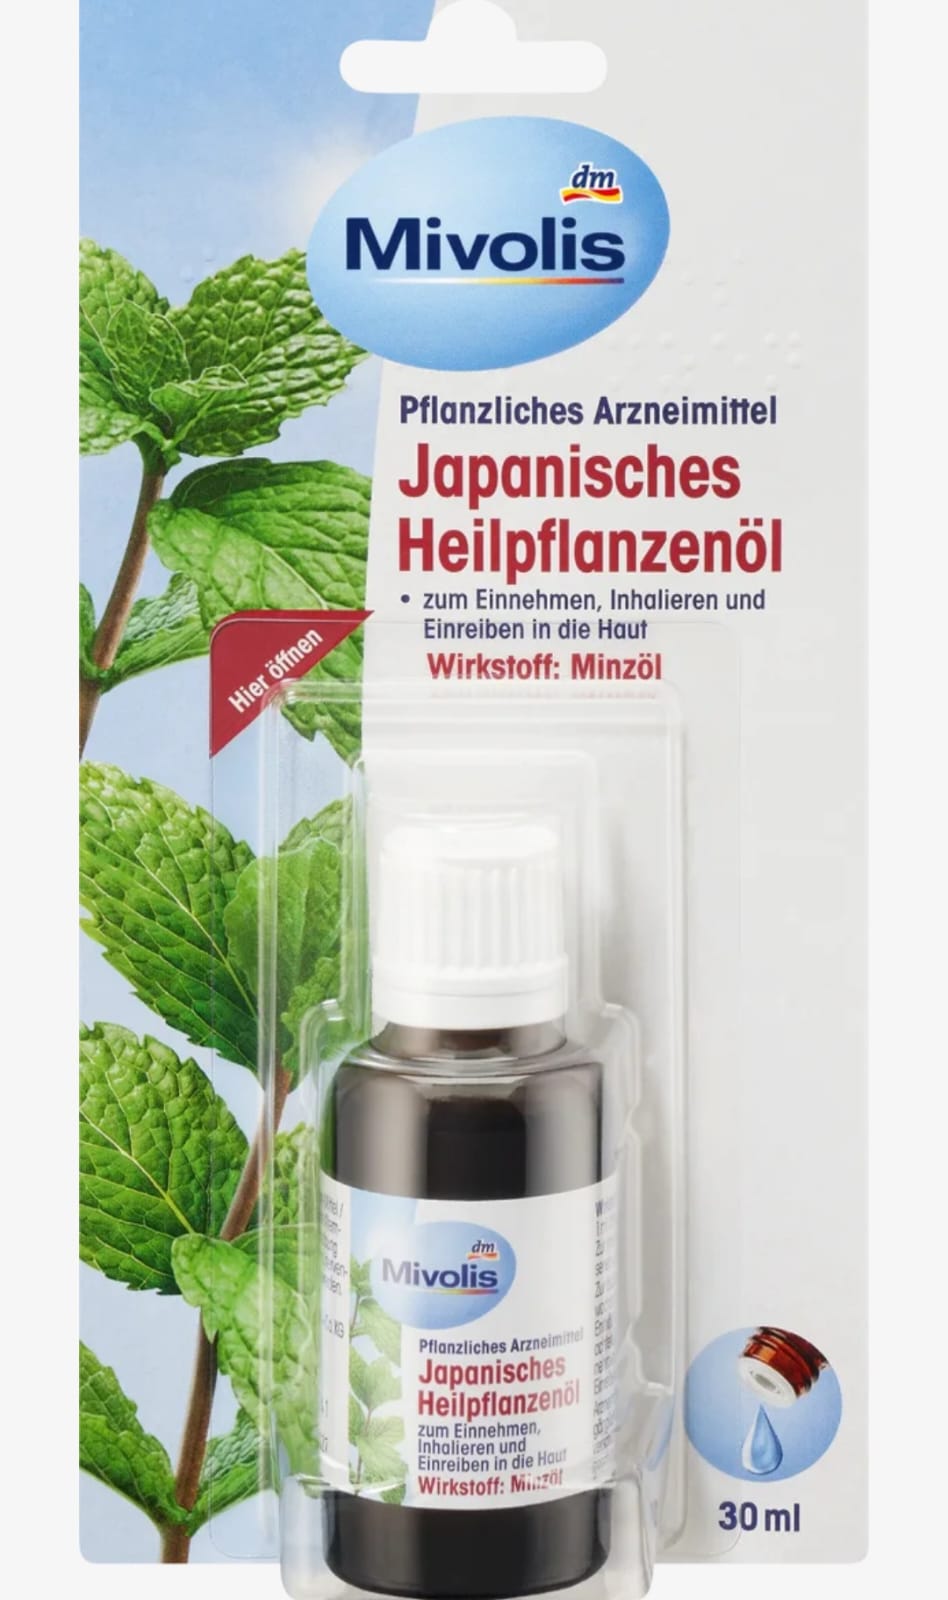 dm
Mivolis
Pflanzliches Arzneimittel
Japanisches
Heilpflanzenöl
• zum Einnehmen, Inhalieren und
Einreiben in die Haut
Wirkstoff: Minzöl
Hier öffnen
dm
Mivolis
Pflanzliches Arzneimittel
Japanisches
Heilpflanzenöl
zum Einnehmen,
Inhalieren und
Einreiben in die Haut
Wirkstoff: Minzöl
30 ml